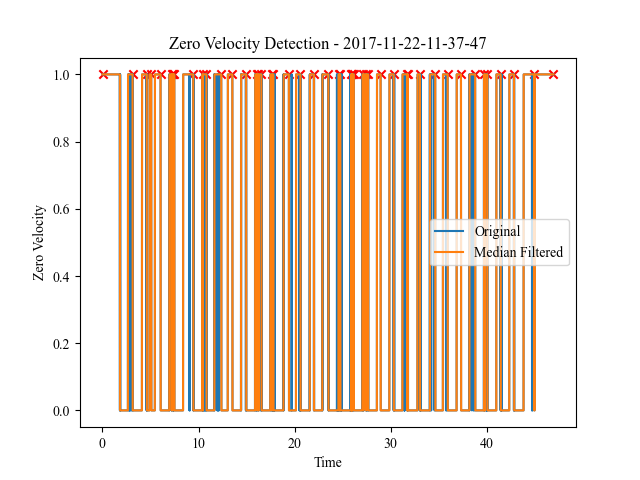 Zero Velocity Detection - 2017-11-22-11-37-47
1.0
0.8
0.6
0.4
0.2
0.0
Zero Velocity
Original
Median Filtered
0
10
20
30
40
Time